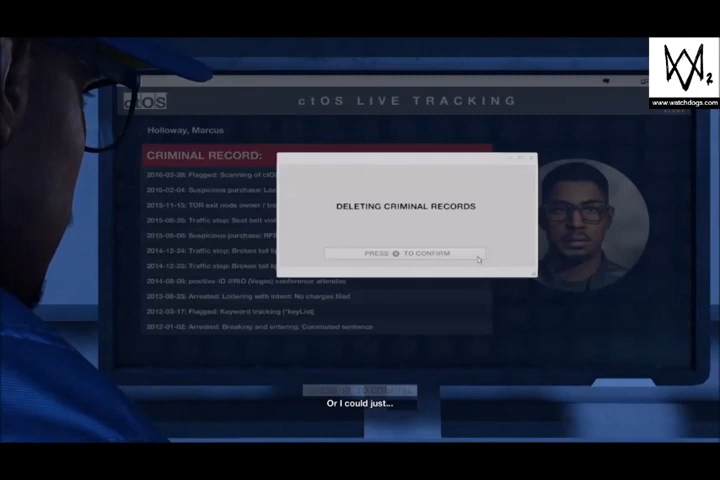 2
www.watchdogs.com
ctOS
ctOS LIVE TRACKING
Holloway, Marcus
CRIMINAL RECORD:
2016-03-28: Flagged: Scanning of ctO
2016-02-04: Suspicious purchase:
2015-11-15: TOR exit node owner
2015-08-26: Traffic stop: Seat belt
2015-06-06: Suspicious purchase:
2014-12-24: Traffic stop: Broken tail
2014-12-23: Traffic stop: Broken tail
2014-08-09: positive-ID @RIO (Vegas) conference attendee
2013-08-23: Arrested: Loitering with intent: No charges filed
2012-03-17: Flagged: Keyword tracking (*keyList)
2012-01-02: Arrested: Breaking and entering: Commuted sentence
DELETING CRIMINAL RECORDS
PRESS TO CONFIRM
Or I could just...